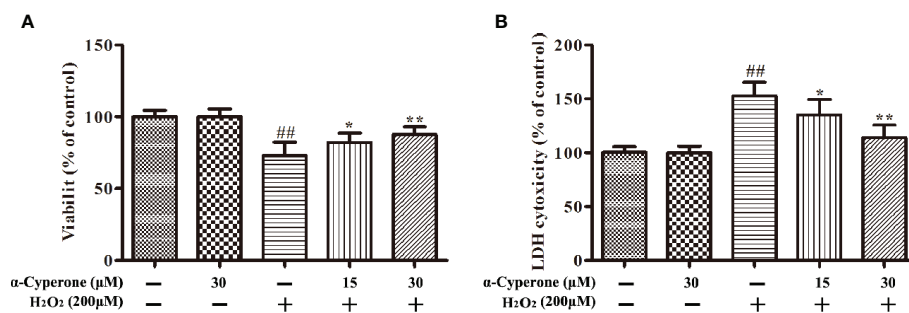 A
Viabilit (% of control)
150
100
50
0
##
*
**
α-Cyperone (μM) − 30 − 15 30
H2O2 (200μM) − − + + +
B
LDH cytoxicity (% of control)
200
150
100
50
0
##
*
**
α-Cyperone (μM) − 30 − 15 30
H2O2 (200μM) − − + + +